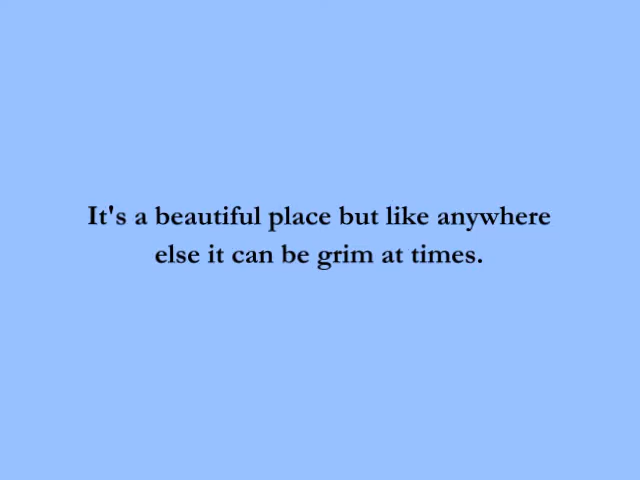 It's a beautiful place but like anywhere
else it can be grim at times.